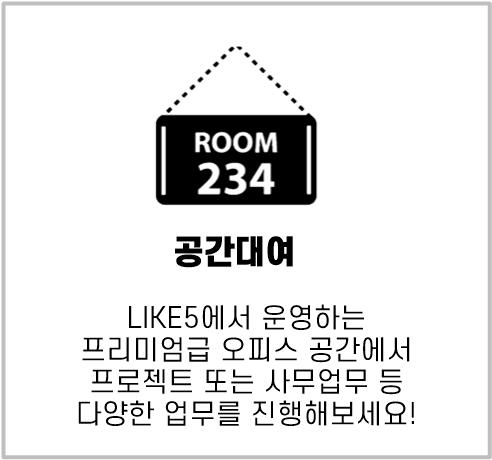 ROOM
234
공간대여
LIKE5에서 운영하는
프리미엄급 오피스 공간에서
프로젝트 또는 사무업무 등
다양한 업무를 진행해보세요!